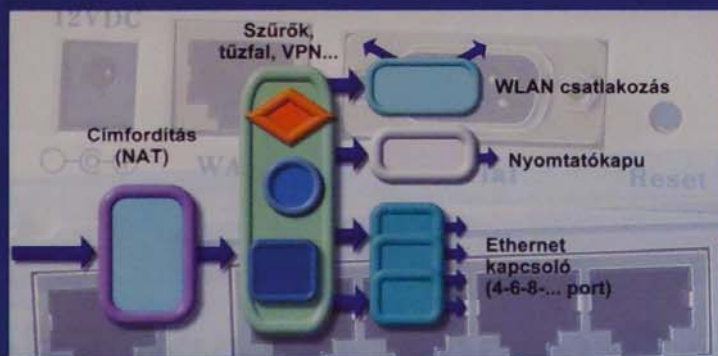 12VDC
Szűrők,
tűzfal, VPN...
WLAN csatlakozás
Címfordítás
(NAT)
Nyomtatókapu
Reset
Ethernet
kapcsoló
(4-6-8-... port)